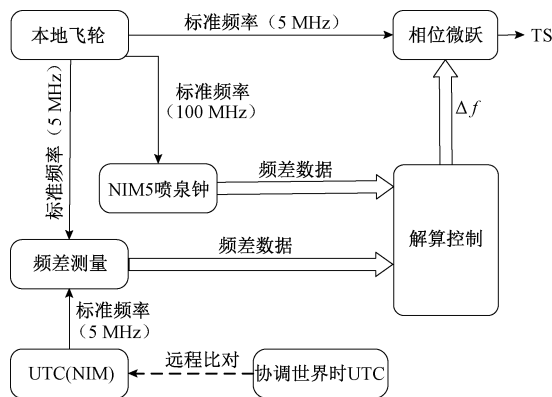 本地飞轮
标准频率（5 MHz）
相位微跃
TS
标准频率
（100 MHz）
标准频率（5 MHz）
Δf
NIM5喷泉钟
频差数据
解算控制
频差测量
频差数据
标准频率
（5 MHz）
UTC(NIM)
远程比对
协调世界时UTC